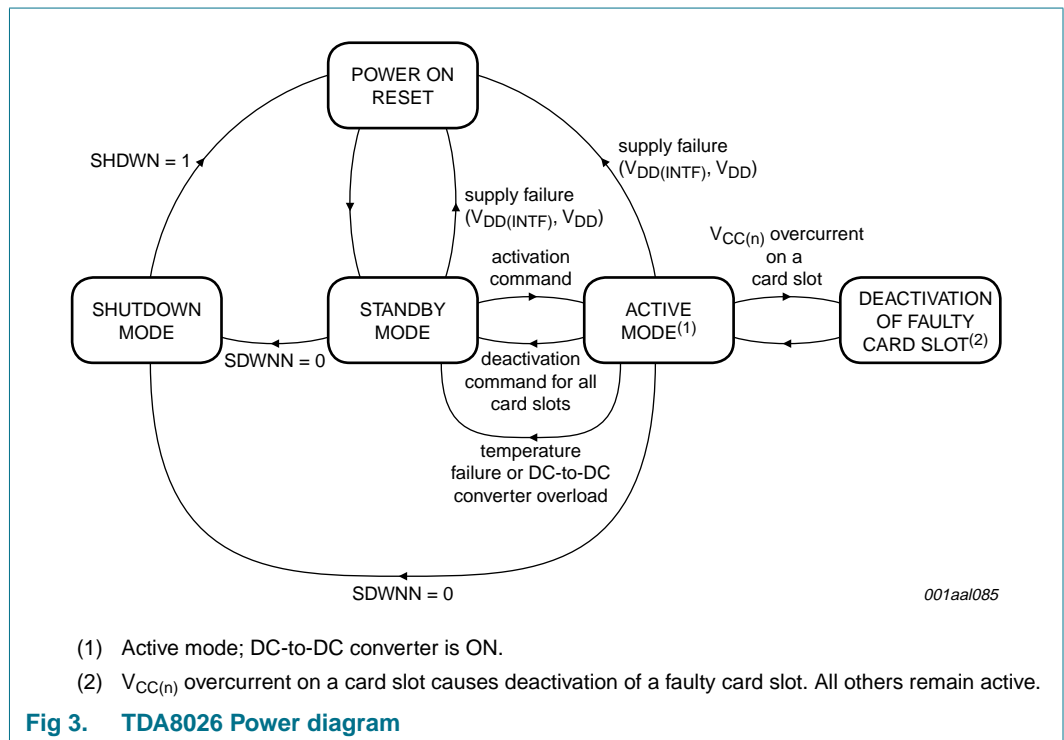 POWER ON
RESET
SHDWN = 1
supply failure
(VDD(INTF), VDD)
supply failure
(VDD(INTF), VDD)
VCC(n) overcurrent
on a
card slot
activation
command
SHUTDOWN
MODE
STANDBY
MODE
ACTIVE
MODE(1)
DEACTIVATION
OF FAULTY
CARD SLOT(2)
SDWNN = 0
deactivation
command for all
card slots
temperature
failure or DC-to-DC
converter overload
SDWNN = 0
001aal085
(1) Active mode; DC-to-DC converter is ON.
(2) VCC(n) overcurrent on a card slot causes deactivation of a faulty card slot. All others remain active.
Fig 3. TDA8026 Power diagram